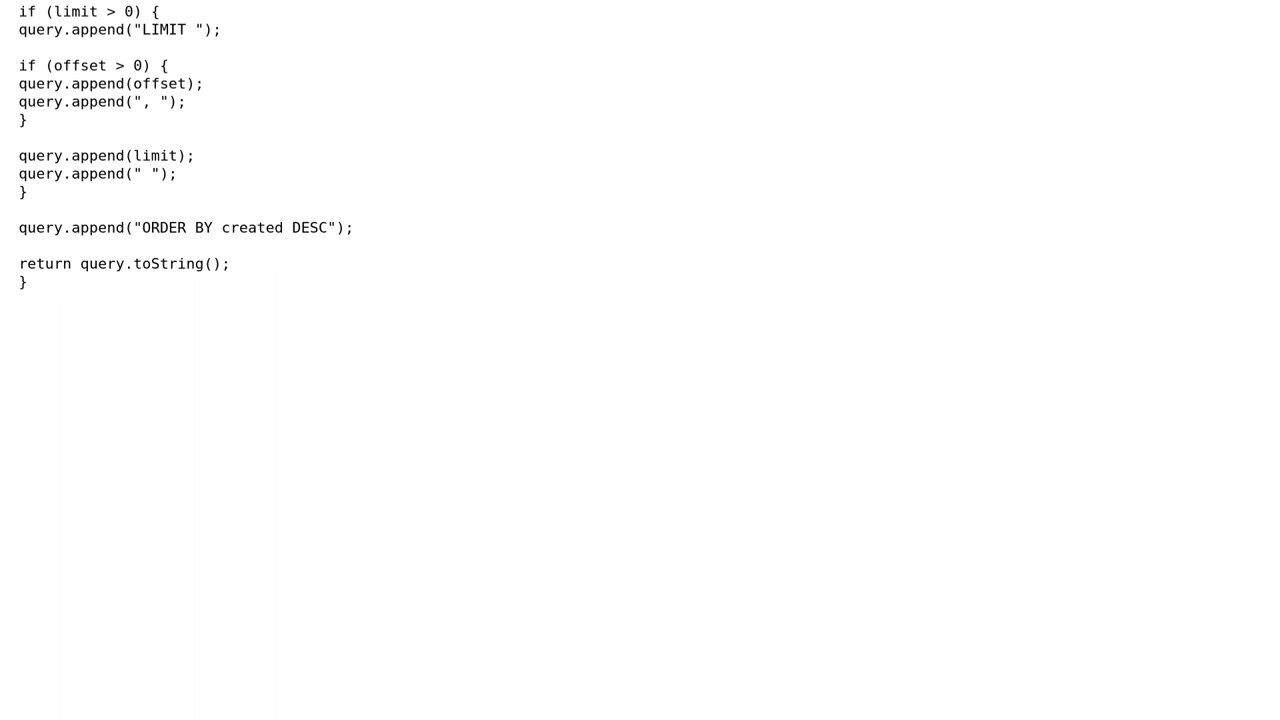 if (limit > 0) {
query.append("LIMIT ");
if (offset > 0) {
query.append(offset);
query.append(", ");
}
query.append(limit);
query.append(" ");
}
query.append("ORDER BY created DESC");
return query.toString();
}